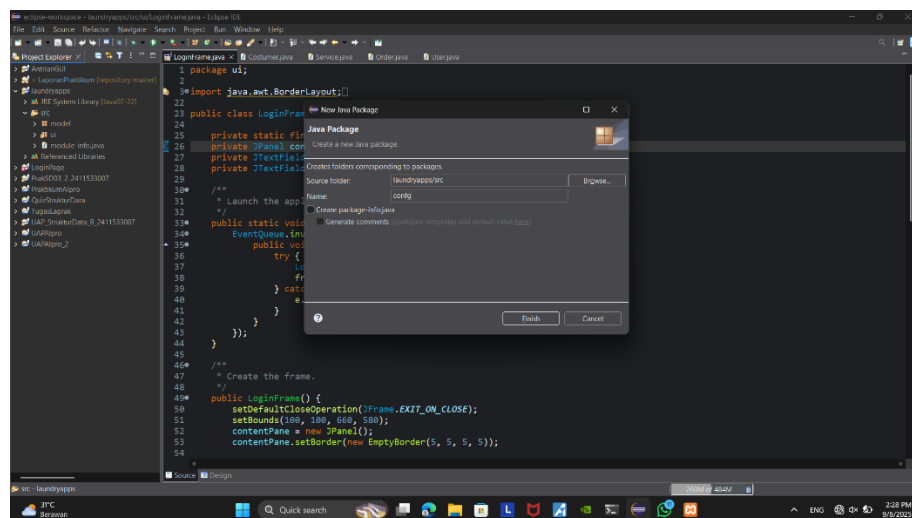 eclipse-workspace - laundryapps/src/ui/LoginFrame.java - Eclipse IDE
File Edit Source Refactor Navigate Search Project Run Window Help
Project Explorer
LoginFrame.java Costumer.java Service.java Order.java User.java
AntrianGUI
> LaporanPraktikum [repository master]
laundryapps
JRE System Library [JavaSE-22]
src
model
ui
module-info.java
Referenced Libraries
LoginPage
PrakSD03_2_2411533007
PraktikumAlpro
QuizStrukturData
TugasLaprak
UAP_StrukturData_B_2411533007
UAPAlpro
UAPAlpro_2
1 package ui;
2
3 import java.awt.BorderLayout;
22
23 public class LoginFram
24
25 private static fin
26 private JPanel con
27 private JTextField
28 private JTextField
29
30 /**
31 * Launch the appl
32 */
33 public static void
34 EventQueue.inv
35 public voi
36 try {
37 Lo
38 fr
39 } catc
40 e.
41 }
42 }
43 });
44 }
45
46 /**
47 * Create the frame.
48 */
49 public LoginFrame() {
50 setDefaultCloseOperation(JFrame.EXIT_ON_CLOSE);
51 setBounds(100, 100, 660, 580);
52 contentPane = new JPanel();
53 contentPane.setBorder(new EmptyBorder(5, 5, 5, 5));
54
New Java Package
Java Package
Create a new Java package.
Creates folders corresponding to packages.
Source folder: laundryapps/src Browse...
Name: config
Create package-info.java
Generate comments (configure templates and default value here)
Finish Cancel
Source Design
src - laundryapps
260M of 484M
31°C
Berawan
Quick search
ENG
2:28 PM
9/8/2025